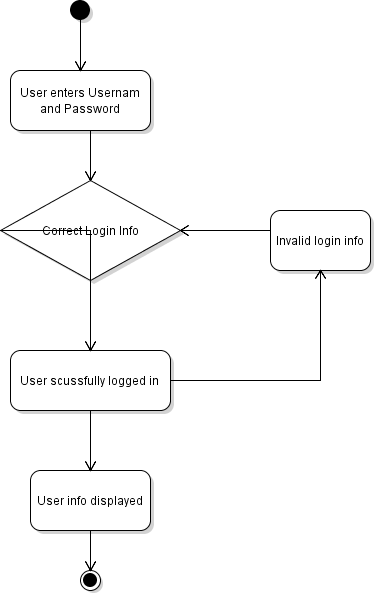 User enters Usernam
and Password
Correct Login Info
Invalid login info
User scussfully logged in
User info displayed